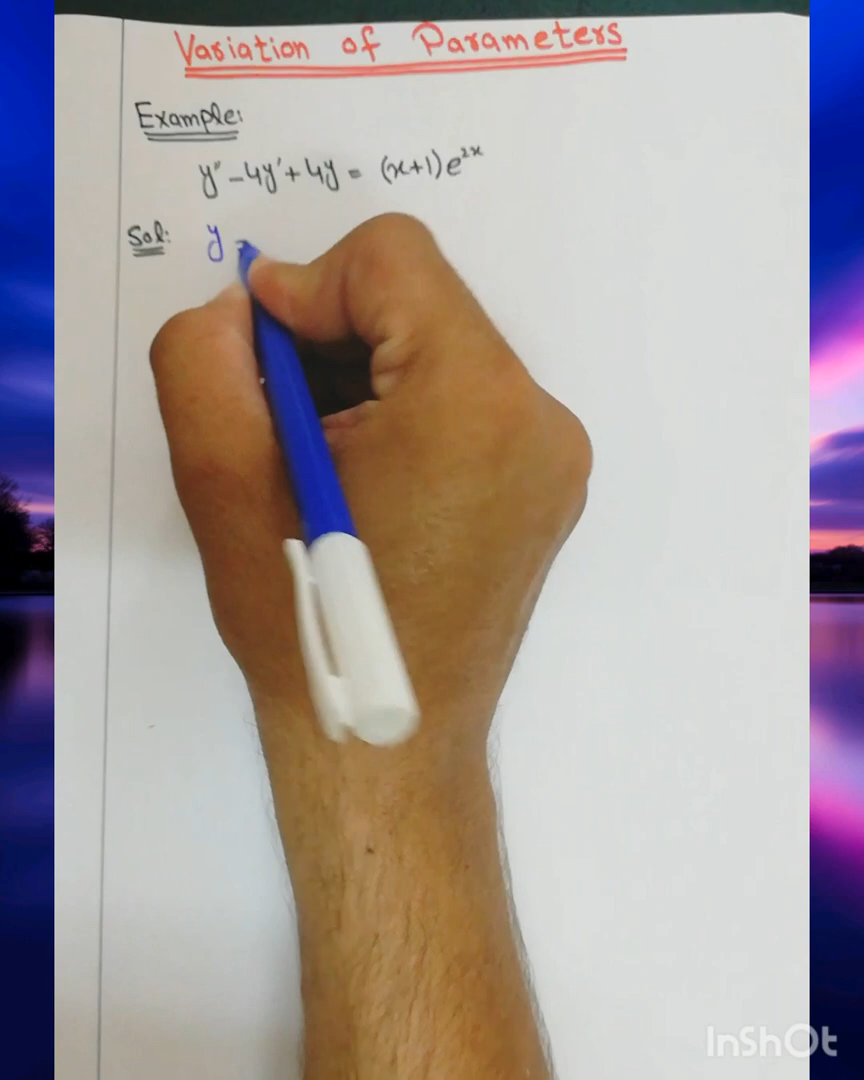 Variation of Parameters
Example:
y'' - 4y' + 4y = (x+1)e^{2x}
Sol: y =
InShOt